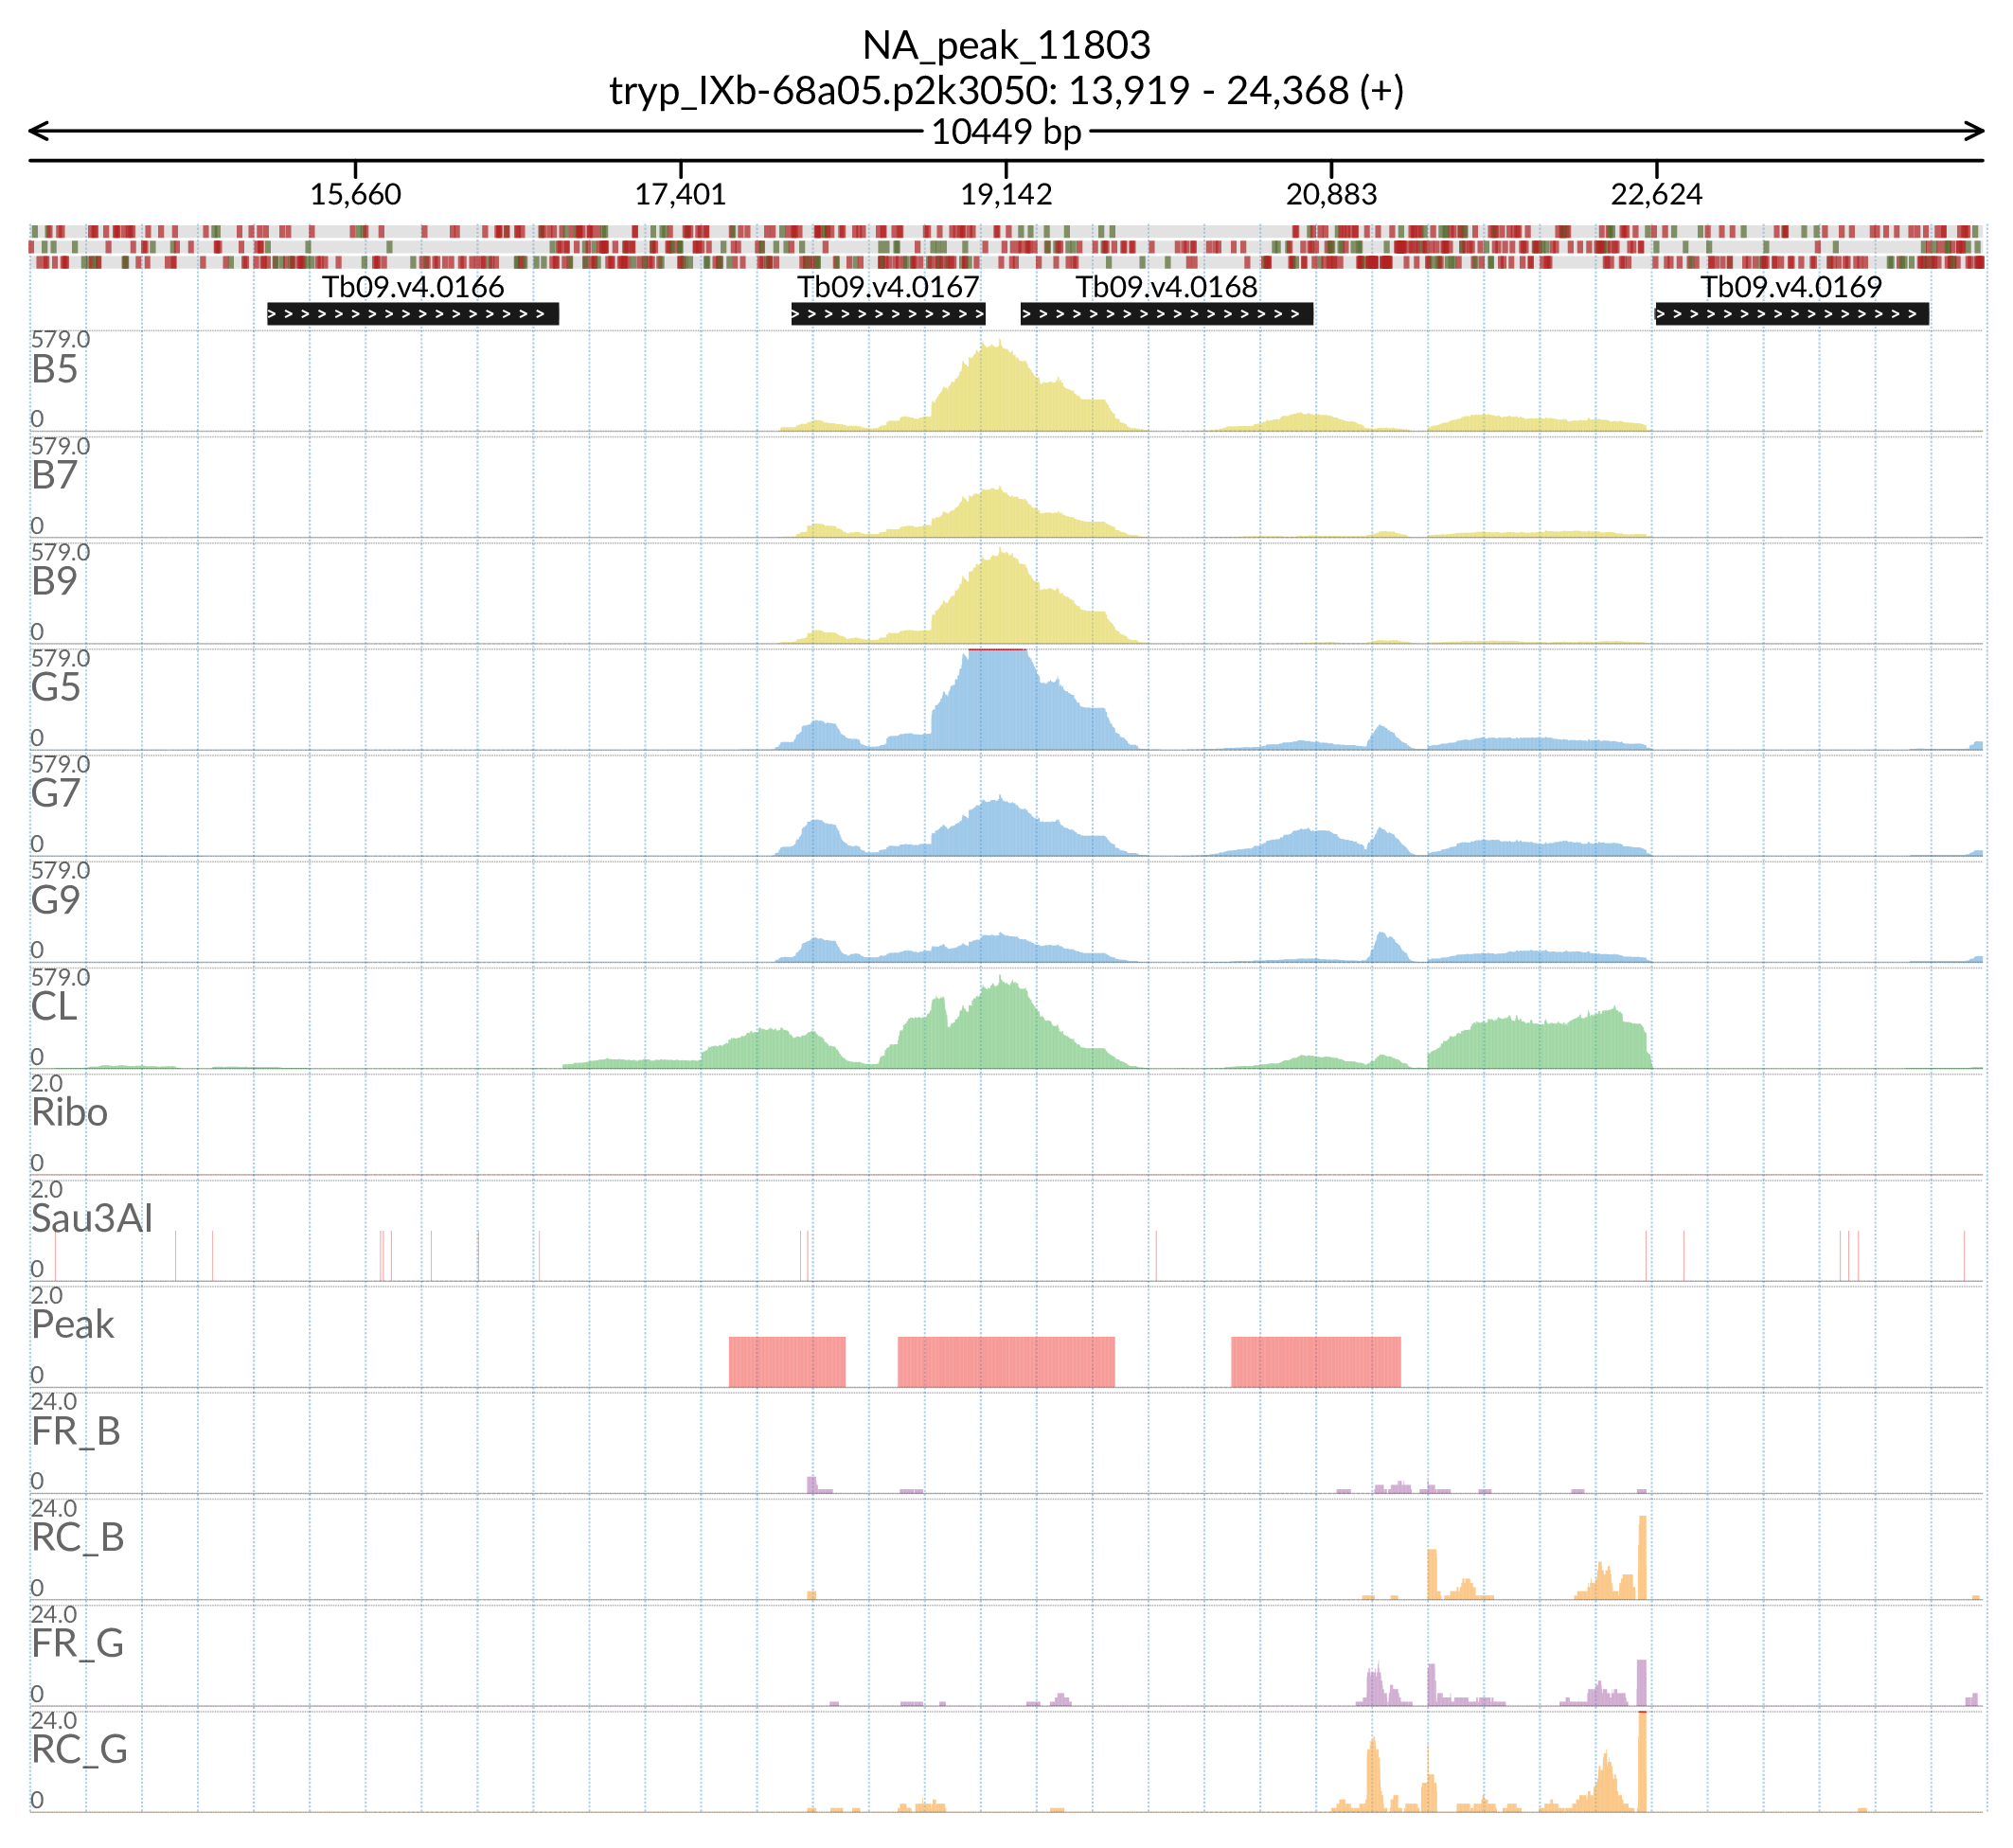 NA_peak_11803
tryp_IXb-68a05.p2k3050: 13,919 - 24,368 (+)
10449 bp
15,660 17,401 19,142 20,883 22,624
Tb09.v4.0166 Tb09.v4.0167 Tb09.v4.0168 Tb09.v4.0169
579.0
B5
0
579.0
B7
0
579.0
B9
0
579.0
G5
0
579.0
G7
0
579.0
G9
0
579.0
CL
0
2.0
Ribo
0
2.0
Sau3AI
0
2.0
Peak
0
24.0
FR_B
0
24.0
RC_B
0
24.0
FR_G
0
24.0
RC_G
0